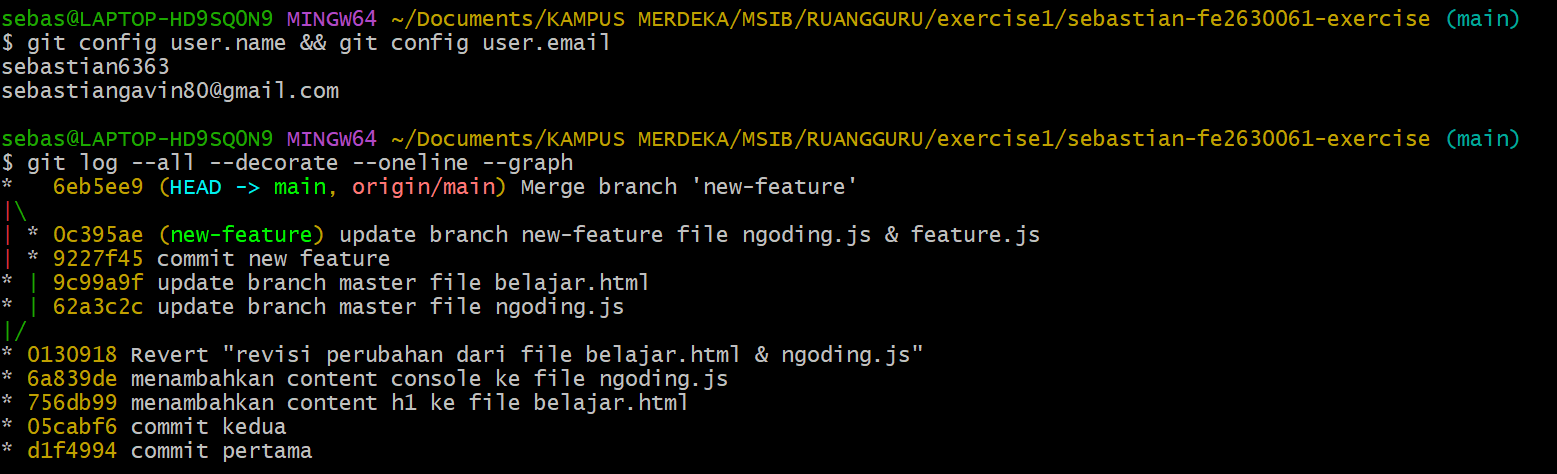 sebas@LAPTOP-HD9SQ0N9 MINGW64 ~/Documents/KAMPUS MERDEKA/MSIB/RUANGGURU/exercise1/sebastian-fe2630061-exercise (main)
$ git config user.name && git config user.email
sebastian6363
sebastiangavin80@gmail.com

sebas@LAPTOP-HD9SQ0N9 MINGW64 ~/Documents/KAMPUS MERDEKA/MSIB/RUANGGURU/exercise1/sebastian-fe2630061-exercise (main)
$ git log --all --decorate --oneline --graph
*   6eb5ee9 (HEAD -> main, origin/main) Merge branch 'new-feature'
|\
| * 0c395ae (new-feature) update branch new-feature file ngoding.js & feature.js
| * 9227f45 commit new feature
* | 9c99a9f update branch master file belajar.html
* | 62a3c2c update branch master file ngoding.js
|/
* 0130918 Revert "revisi perubahan dari file belajar.html & ngoding.js"
* 6a839de menambahkan content console ke file ngoding.js
* 756db99 menambahkan content h1 ke file belajar.html
* 05cabf6 commit kedua
* d1f4994 commit pertama